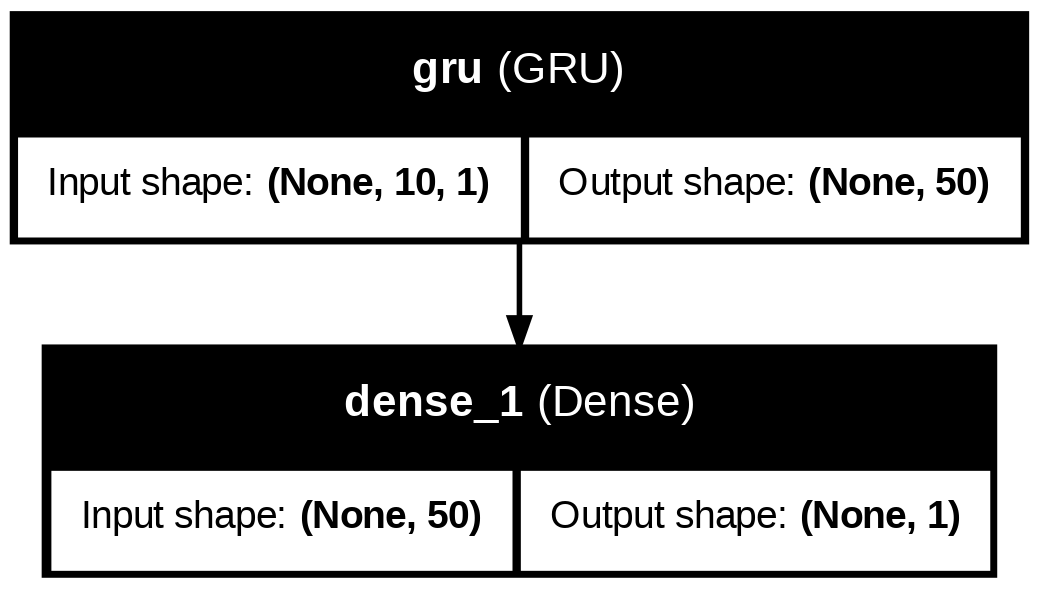 gru (GRU)
Input shape: (None, 10, 1) Output shape: (None, 50)
dense_1 (Dense)
Input shape: (None, 50) Output shape: (None, 1)